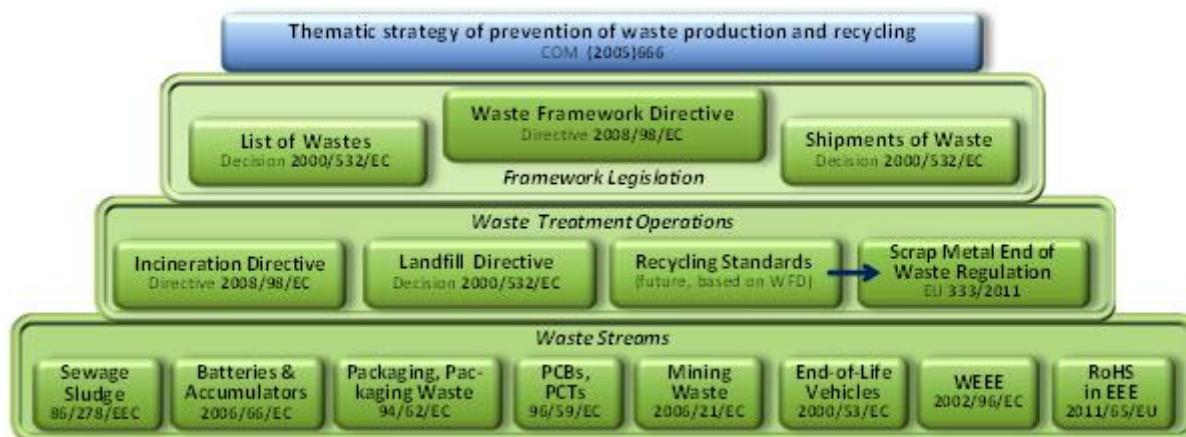 Thematic strategy of prevention of waste production and recycling
COM (2005)666
Waste Framework Directive
Directive 2008/98/EC
List of Wastes
Decision 2000/532/EC
Shipments of Waste
Decision 2000/532/EC
Framework Legislation
Waste Treatment Operations
Incineration Directive
Directive 2008/98/EC
Landfill Directive
Decision 2000/532/EC
Recycling Standards
(future, based on WFD)
Scrap Metal End of
Waste Regulation
EU 333/2011
Waste Streams
Sewage
Sludge
86/278/EEC
Batteries &
Accumulators
2006/66/EC
Packaging, Pac-
kaging Waste
94/62/EC
PCBs,
PCTs
96/59/EC
Mining
Waste
2006/21/EC
End-of-Life
Vehicles
2000/53/EC
WEEE
2002/96/EC
RoHS
in EEE
2011/65/EU